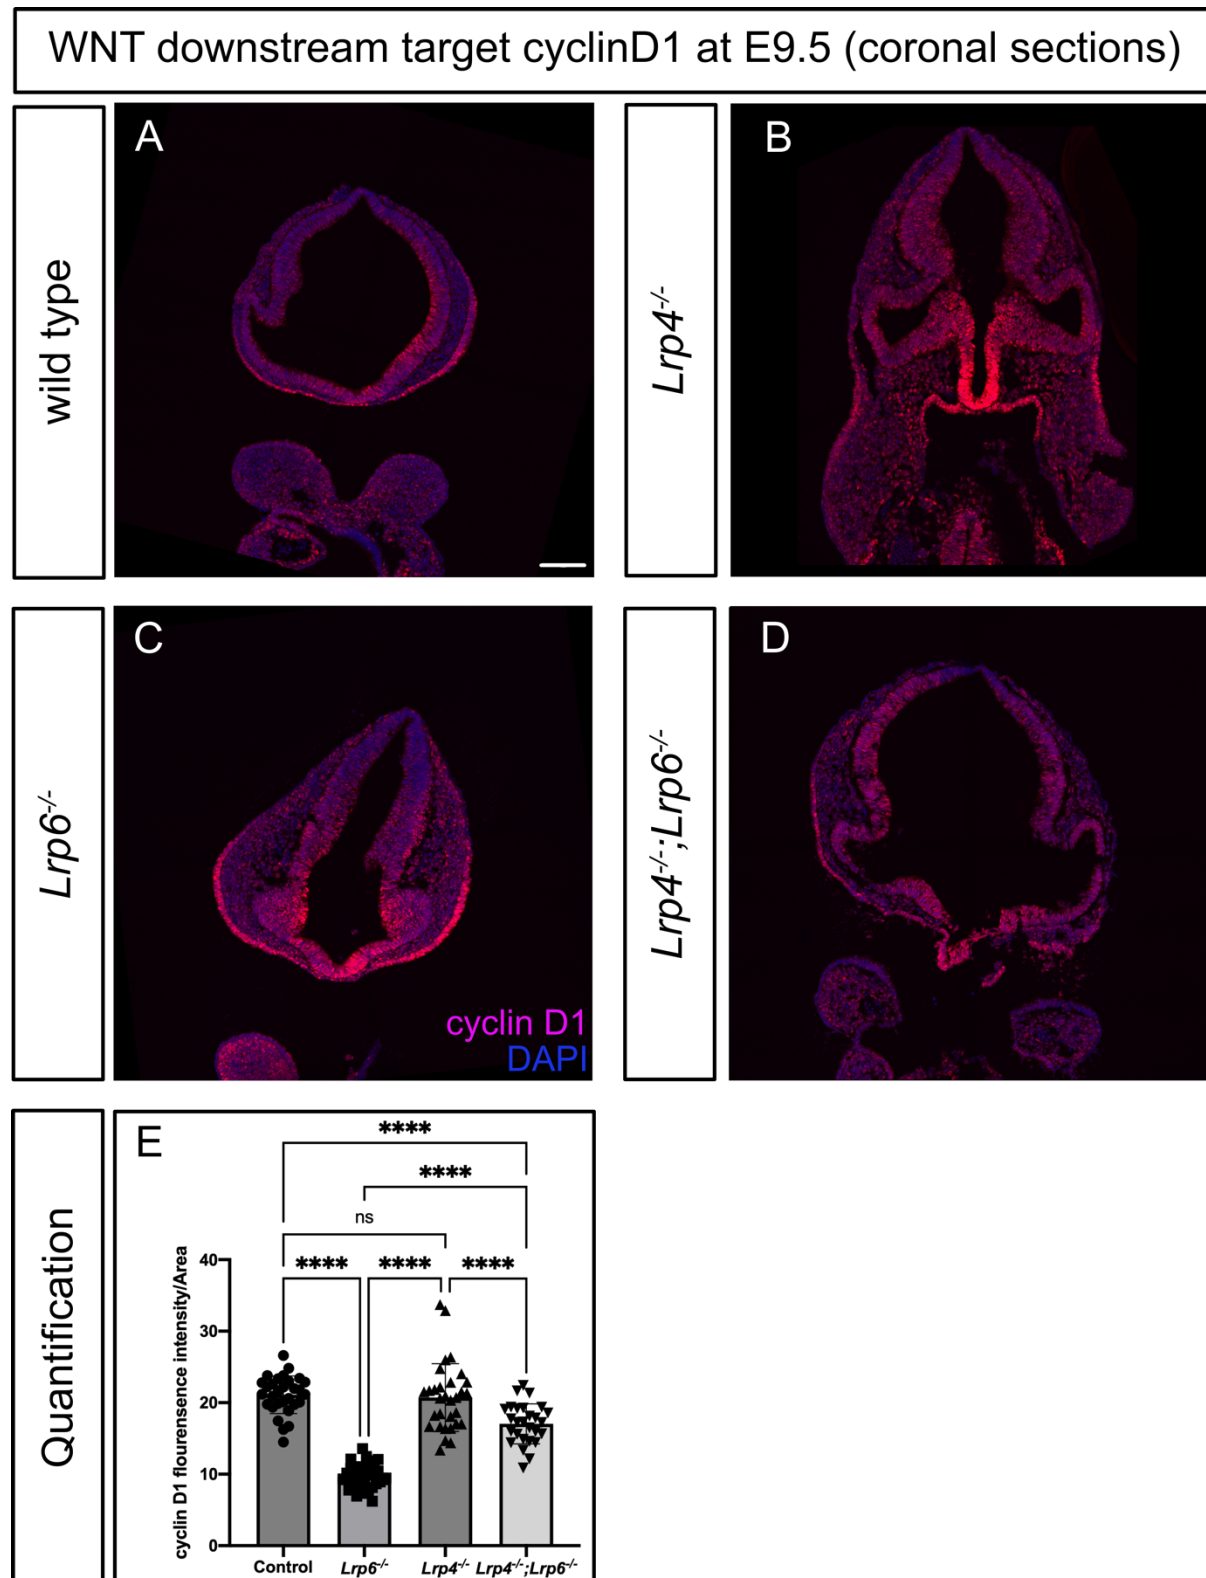 WNT downstream target cyclinD1 at E9.5 (coronal sections)
wild type
A
Lrp4-/-
B
Lrp6-/-
C
cyclin D1
DAPI
Lrp4-/-;Lrp6-/-
D
Quantification
E
****
****
ns
**** **** ****
cyclin D1 flourensence intensity/Area
40
30
20
10
0
Control Lrp6-/- Lrp4-/- Lrp4-/-;Lrp6-/-